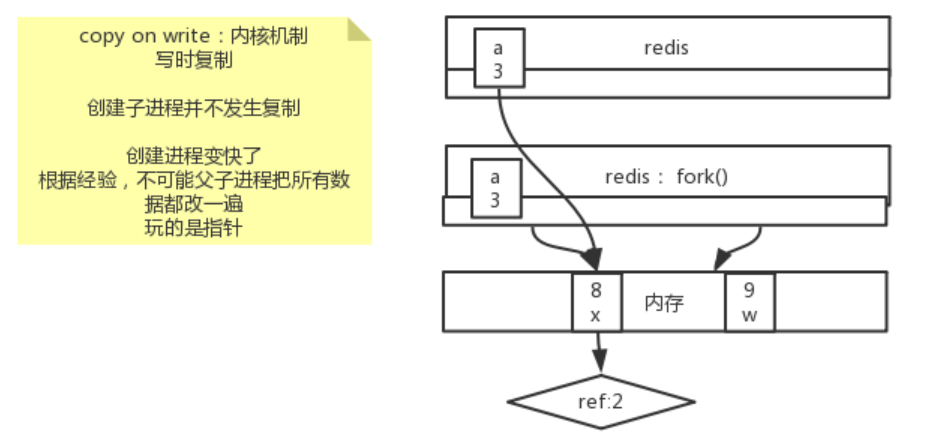 copy on write：内核机制
写时复制
创建子进程并不发生复制
创建进程变快了
根据经验，不可能父子进程把所有数
据都改一遍
玩的是指针
a
3
redis
a
3
redis： fork()
8
x
内存
9
w
ref:2